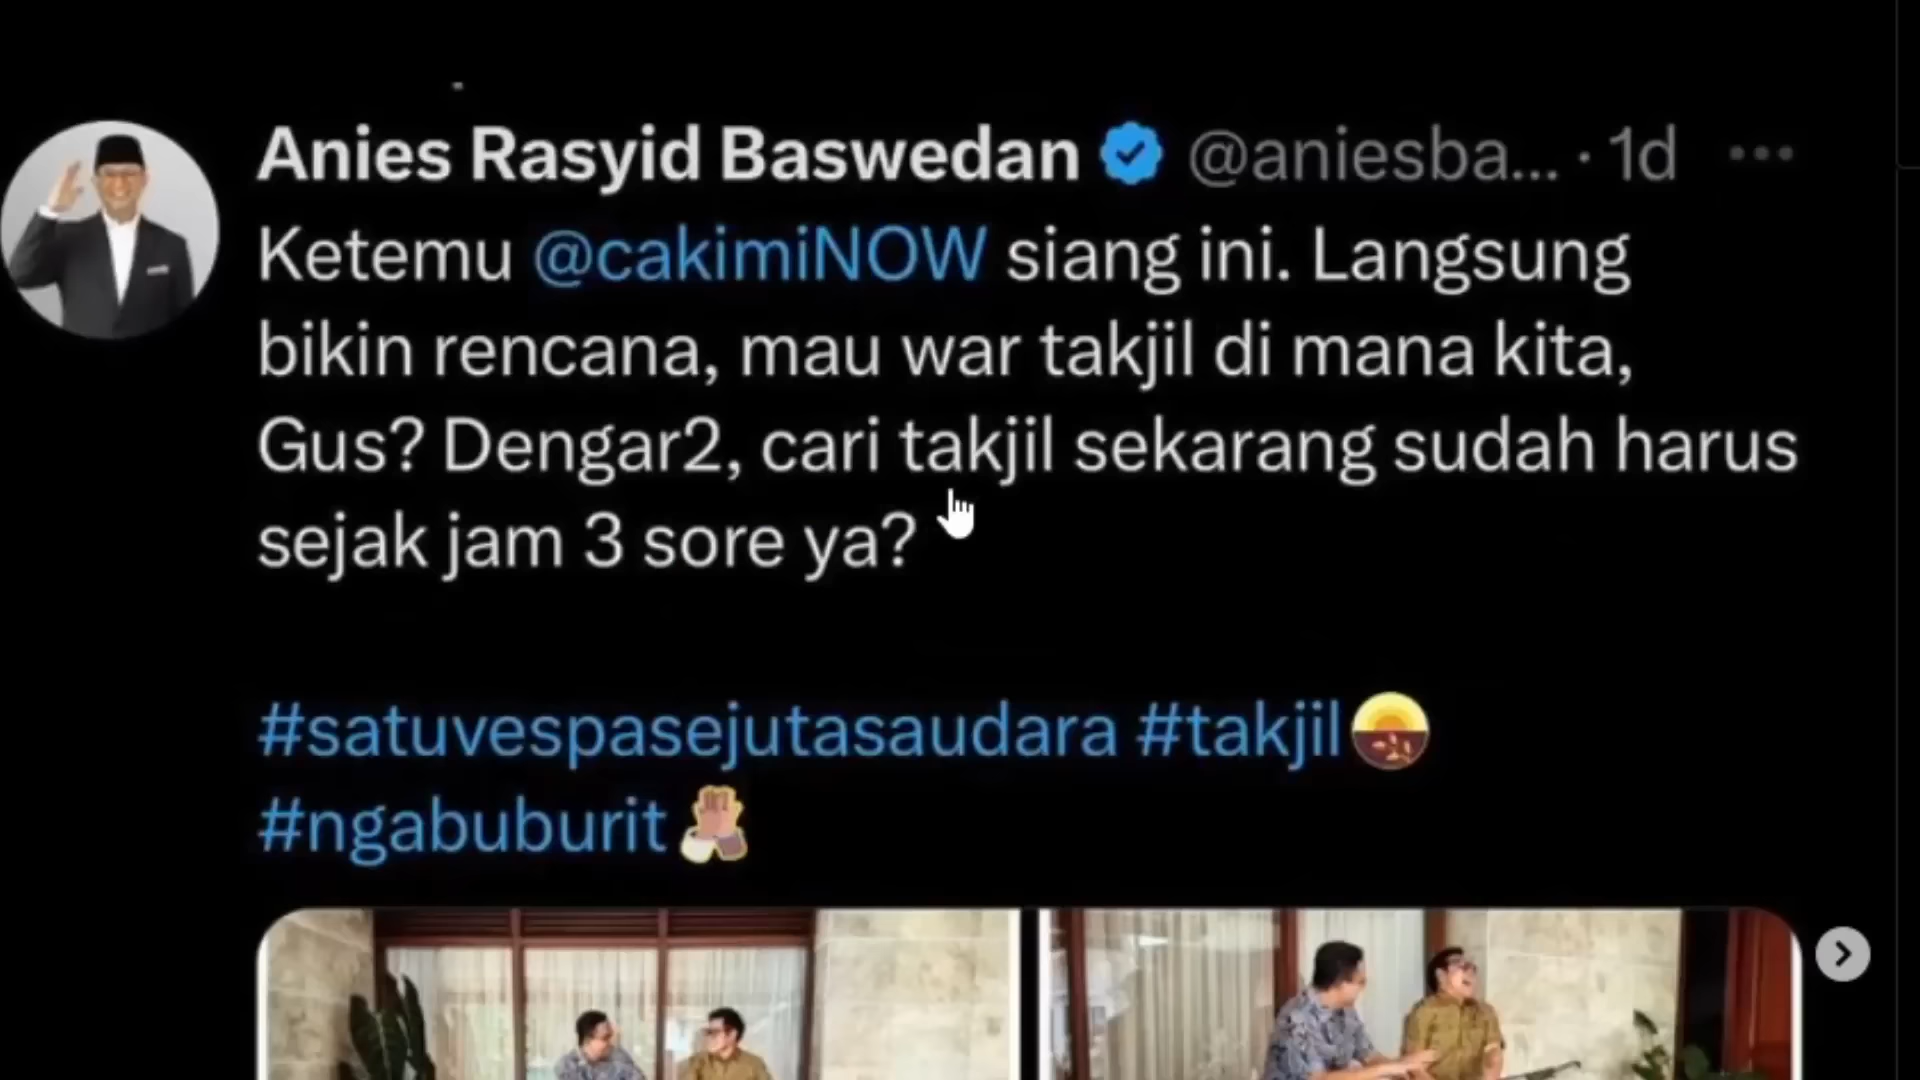 Anies Rasyid Baswedan @aniesba... · 1d
Ketemu @cakimiNOW siang ini. Langsung
bikin rencana, mau war takjil di mana kita,
Gus? Dengar2, cari takjil sekarang sudah harus
sejak jam 3 sore ya?
#satuvespasejutasaudara #takjil
#ngabuburit